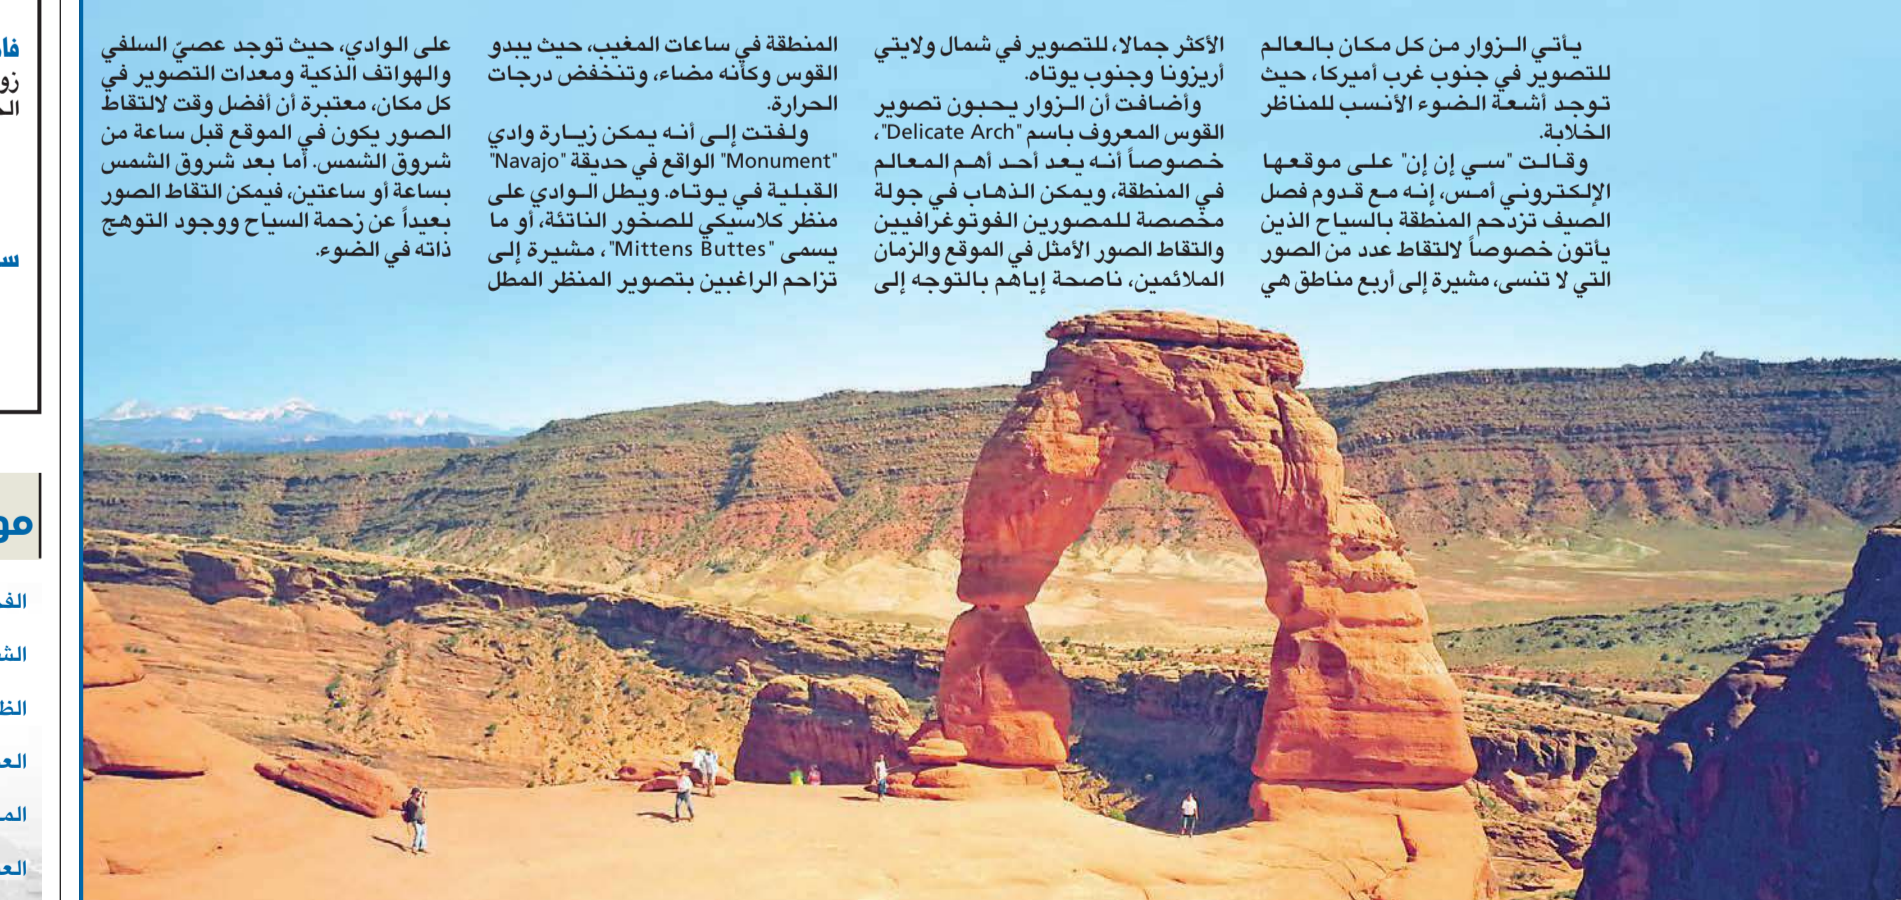 يأتي الزوار من كل مكان بالعالم
للتصوير في جنوب غرب أميركا، حيث
توجد أشعة الضوء الأنسب للمناظر
الخلابة.
وقالت "سي إن إن" على موقعها
الإلكتروني أمس، إنه مع قدوم فصل
الصيف تزدحم المنطقة بالسياح الذين
يأتون خصوصاً لالتقاط عدد من الصور
التي لا تنسى، مشيرة إلى أربع مناطق هي
الأكثر جمالا، للتصوير في شمال ولايتي
أريزونا وجنوب يوتاه.
وأضافت أن الزوار يحبون تصوير
القوس المعروف باسم "Delicate Arch"،
خصوصاً أنه يعد أحد أهم المعالم
في المنطقة، ويمكن الذهاب في جولة
مخصصة للمصورين الفوتوغرافيين
والتقاط الصور الأمثل في الموقع والزمان
الملائمين، ناصحة إياهم بالتوجه إلى
المنطقة في ساعات المغيب، حيث يبدو
القوس وكأنه مضاء، وتنخفض درجات
الحرارة.
ولفتت إلى أنه يمكن زيارة وادي
"Monument" الواقع في حديقة "Navajo"
القبلية في يوتاه. ويطل الوادي على
منظر كلاسيكي للصخور الناتئة، أو ما
يسمى "Mittens Buttes"، مشيرة إلى
تزاحم الراغبين بتصوير المنظر المطل
على الوادي، حيث توجد عصيّ السلفي
والهواتف الذكية ومعدات التصوير في
كل مكان، معتبرة أن أفضل وقت لالتقاط
الصور يكون في الموقع قبل ساعة من
شروق الشمس. أما بعد شروق الشمس
بساعة أو ساعتين، فيمكن التقاط الصور
بعيداً عن زحمة السياح ووجود التوهج
ذاته في الضوء.